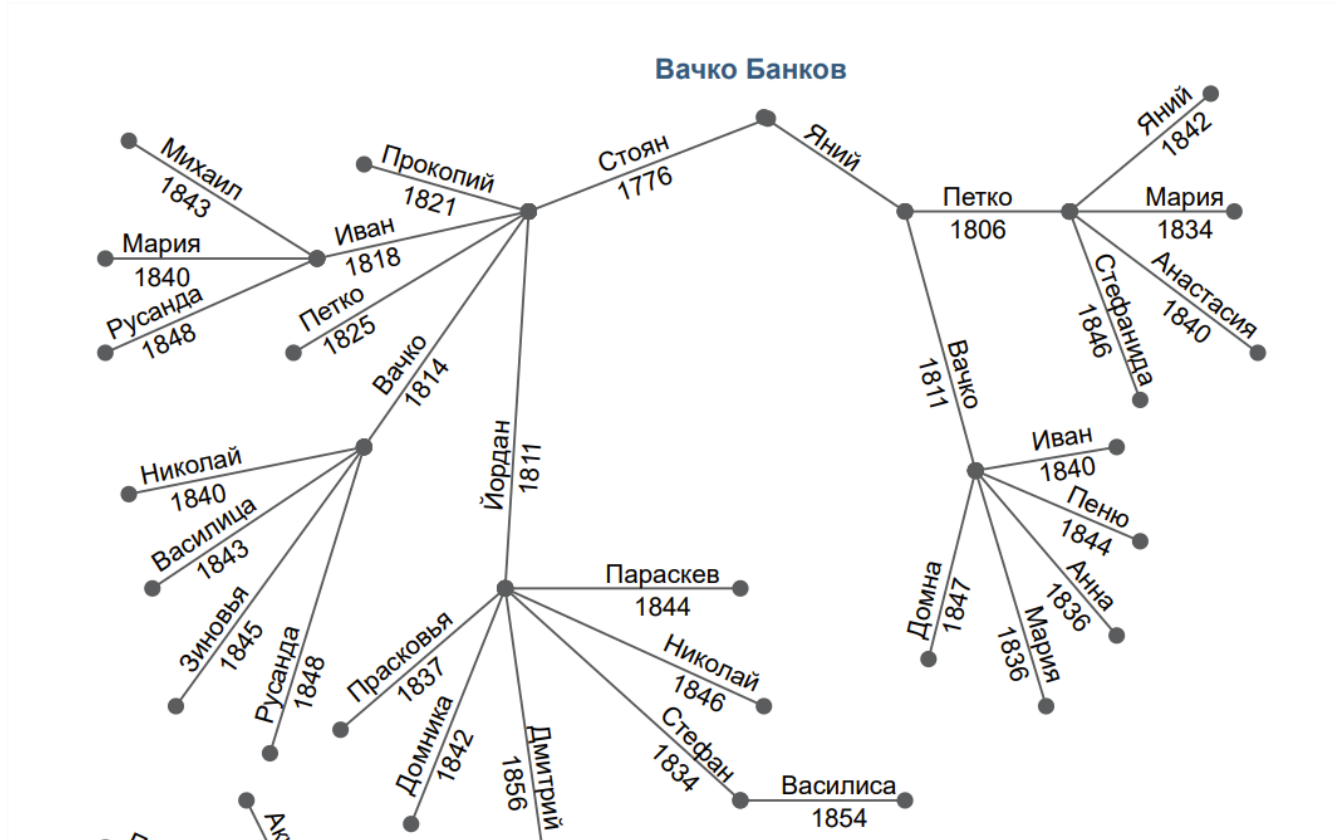 Вачко Банков
Стоян
1776
Яний
Прокопий
1821
Иван
1818
Михаил
1843
Мария
1840
Русанда
1848
Петко
1825
Вачко
1814
Николай
1840
Василица
1843
Зиновья
1845
Русанда
1848
Йордан
1811
Параскев
1844
Прасковья
1837
Домника
1842
Дмитрий
1856
Николай
1846
Стефан
1834
Василиса
1854
Петко
1806
Яний
1842
Мария
1834
Анастасия
1840
Стефанида
1846
Вачко
1811
Иван
1840
Пеню
1844
Анна
1836
Мария
1836
Домна
1847